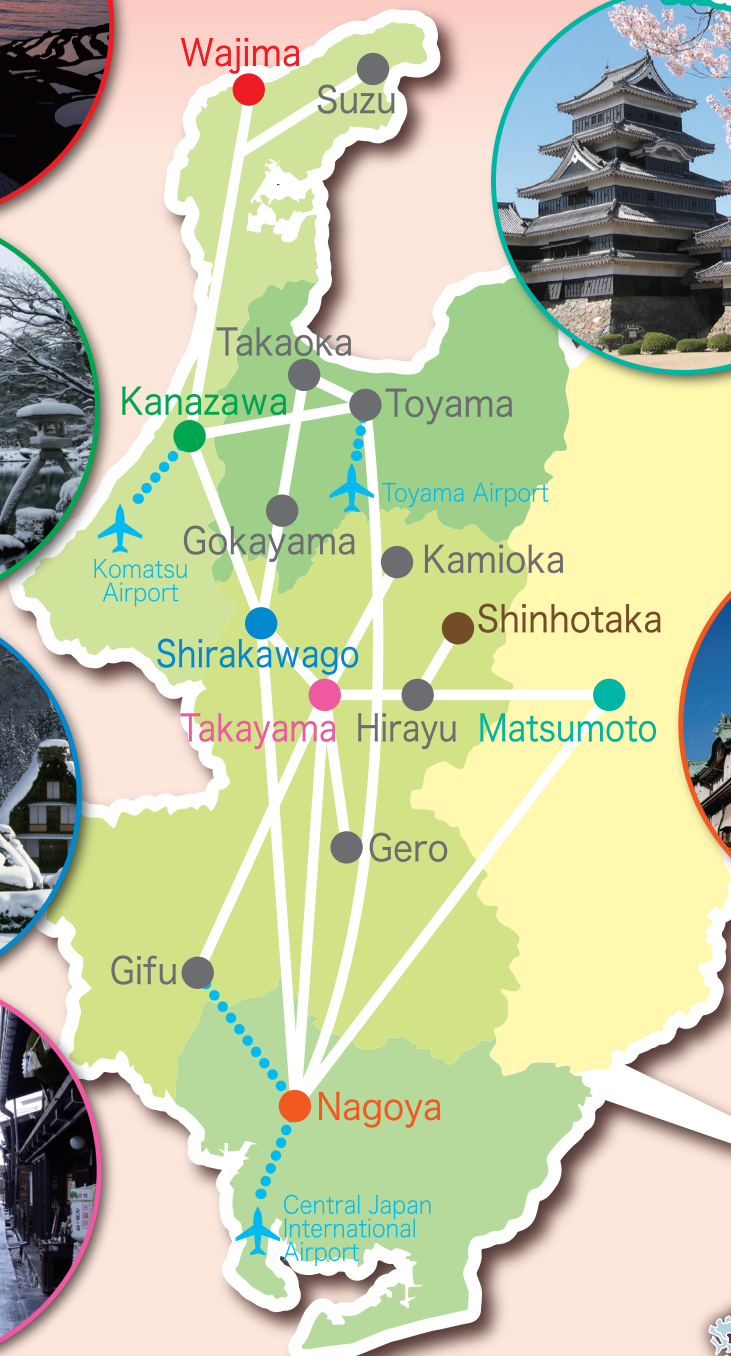 Wajima
Suzu
Takaoka
Kanazawa
Toyama
Toyama Airport
Gokayama
Komatsu
Airport
Kamioka
Shinhotaka
Shirakawago
Takayama
Hirayu
Matsumoto
Gero
Gifu
Nagoya
Central Japan
International
Airport